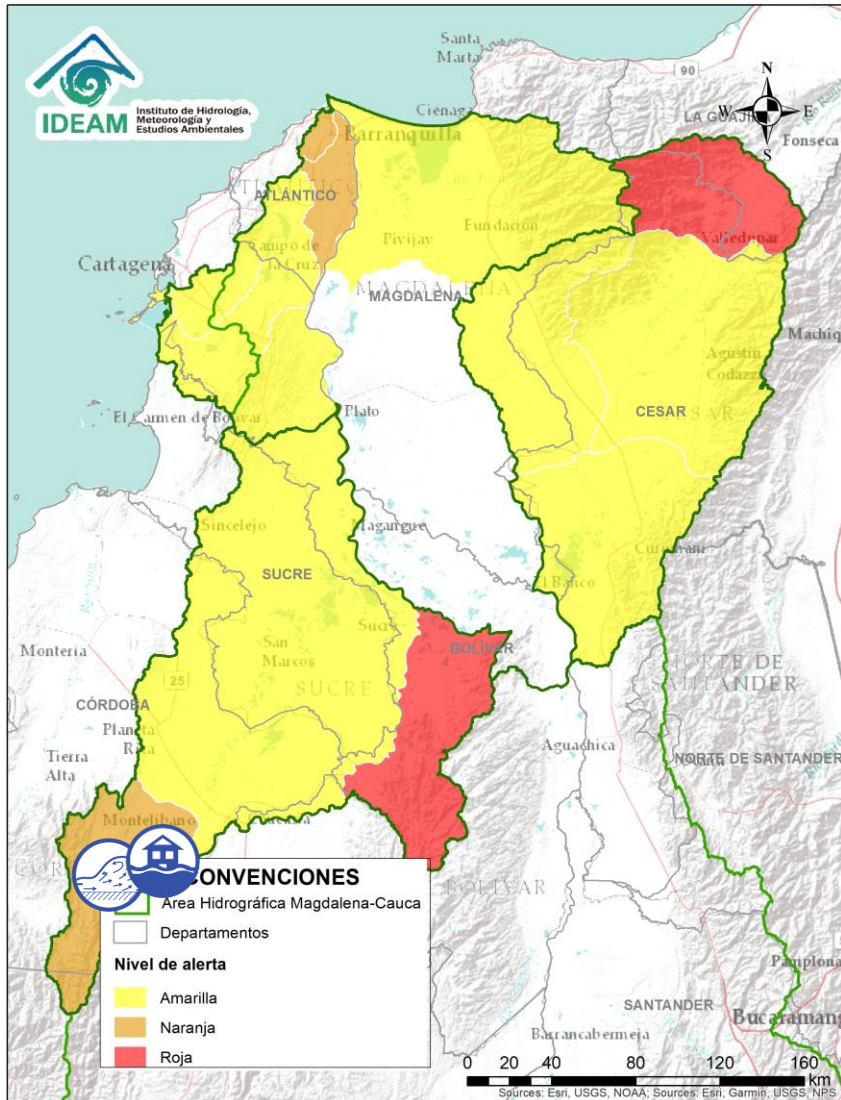 Santa
Marta
90
N
W
E
S
LA GUAJIRA
Fonseca
IDEAM
Instituto de Hidrología,
Meteorología y
Estudios Ambientales
Ciénaga
Barranquilla
ATLÁNTICO
Fundación
Valledupar
Pivijay
Campo de
la Cruz
Cartagena
MAGDALENA
MAGDALENA
Machiq
Agustín
Codazzi
CESAR
El Carmen de Bolívar
Plato
Sincelejo
Magangue
El Banco
SUCRE
Sucre
BOLÍVAR
San
Marcos
SUCRE
Montería
25
CÓRDOBA
Planeta
Rica
Tierra
Alta
NORTE DE
SANTANDER
NORTE DE SANTANDER
Aguachica
Montelibano
BOLÍVAR
CONVENCIONES
Area Hidrográfica Magdalena-Cauca
Departamentos
Nivel de alerta
Amarilla
Naranja
Roja
Pamplona
SANTANDER
Bucaramang
Barrancabermeja
0 20 40 80 120 160
Km
Sources: Esri, USGS, NOAA; Sources: Esri, Garmin, USGS, NPS